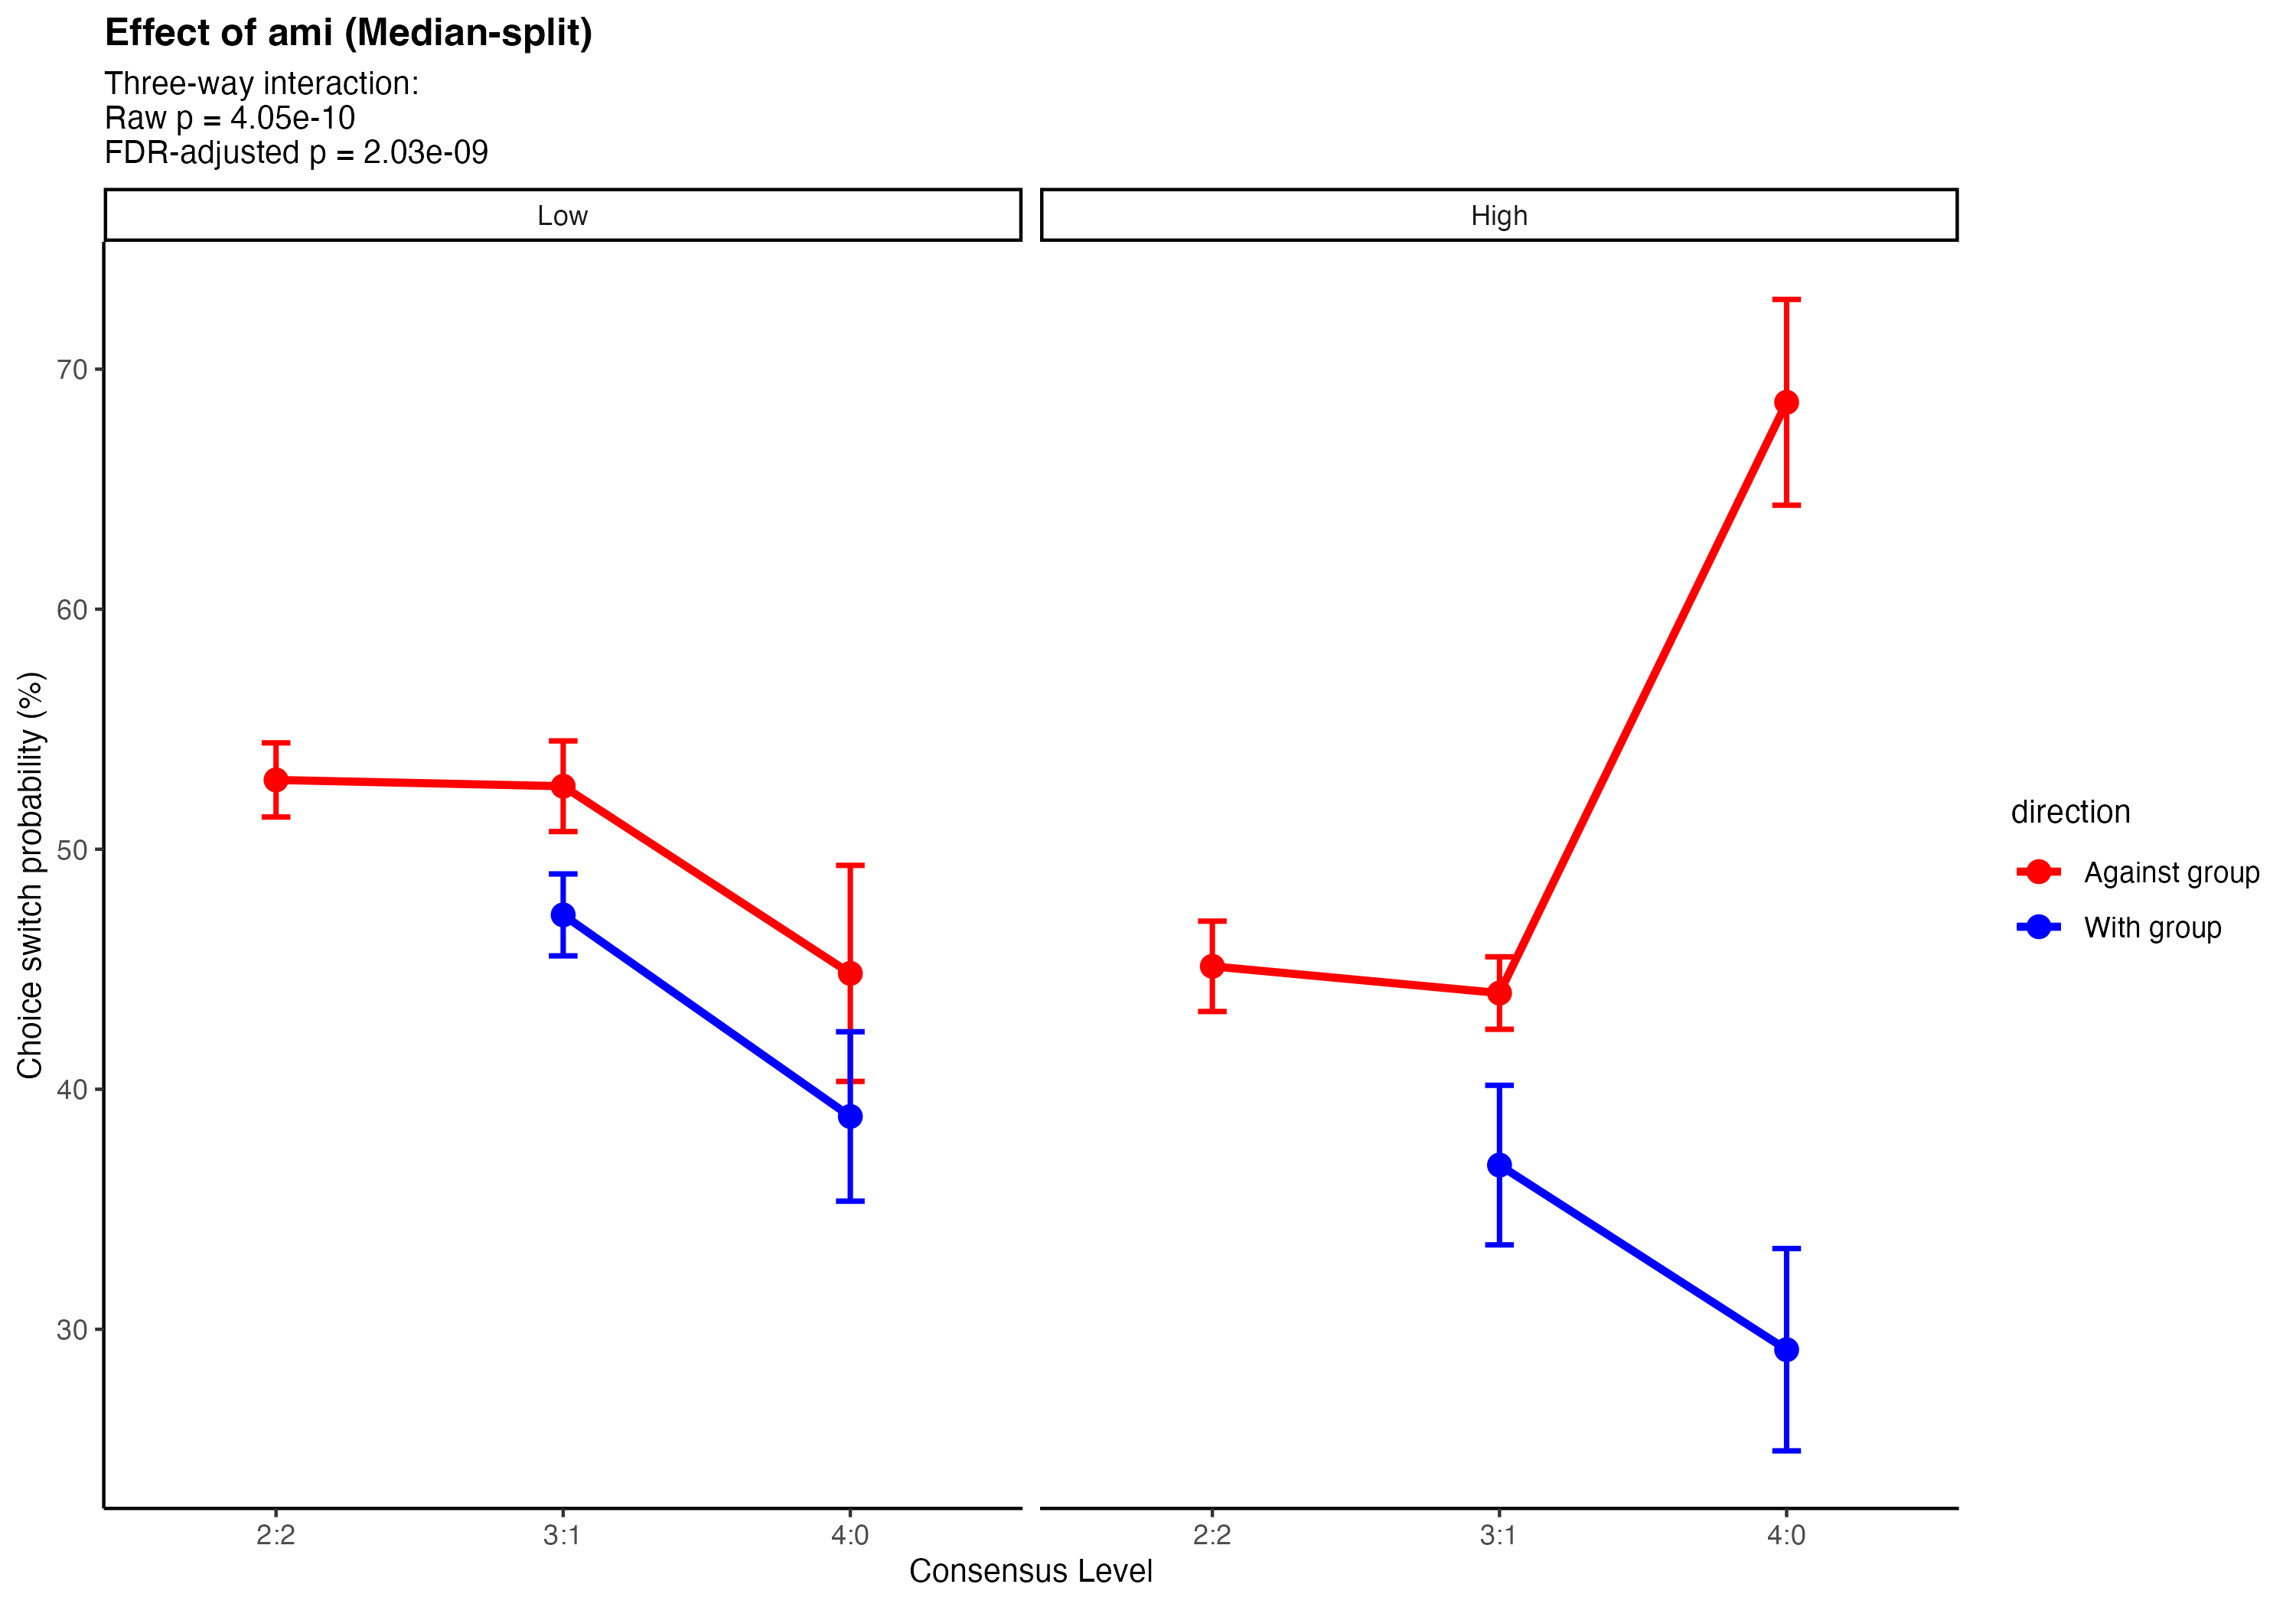 Effect of ami (Median-split)
Three-way interaction:
Raw p = 4.05e-10
FDR-adjusted p = 2.03e-09
Low
High
70
60
50
40
30
Choice switch probability (%)
2:2
3:1
4:0
2:2
3:1
4:0
Consensus Level
direction
Against group
With group